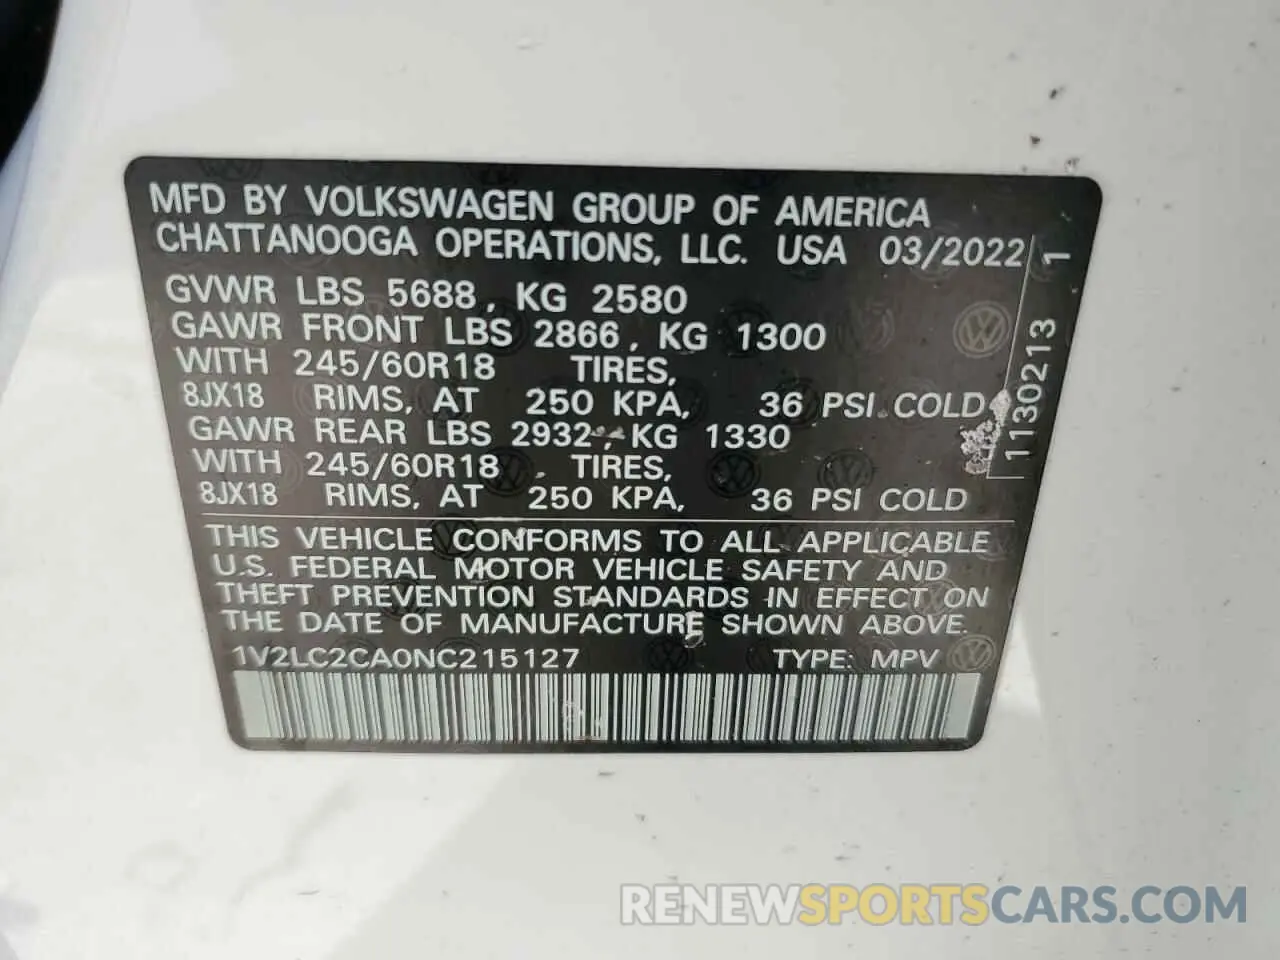 MFD BY VOLKSWAGEN GROUP OF AMERICA
CHATTANOOGA OPERATIONS, LLC. USA 03/2022
GVWR LBS 5688, KG 2580
GAWR FRONT LBS 2866, KG 1300
WITH 245/60R18 TIRES,
8JX18 RIMS, AT 250 KPA, 36 PSI COLD
GAWR REAR LBS 2932, KG 1330
WITH 245/60R18 TIRES,
8JX18 RIMS, AT 250 KPA, 36 PSI COLD
1130213 1
THIS VEHICLE CONFORMS TO ALL APPLICABLE
U.S. FEDERAL MOTOR VEHICLE SAFETY AND
THEFT PREVENTION STANDARDS IN EFFECT ON
THE DATE OF MANUFACTURE SHOWN ABOVE.
1V2LC2CA0NC215127 TYPE: MPV
RENEWSPORTSCARS.COM